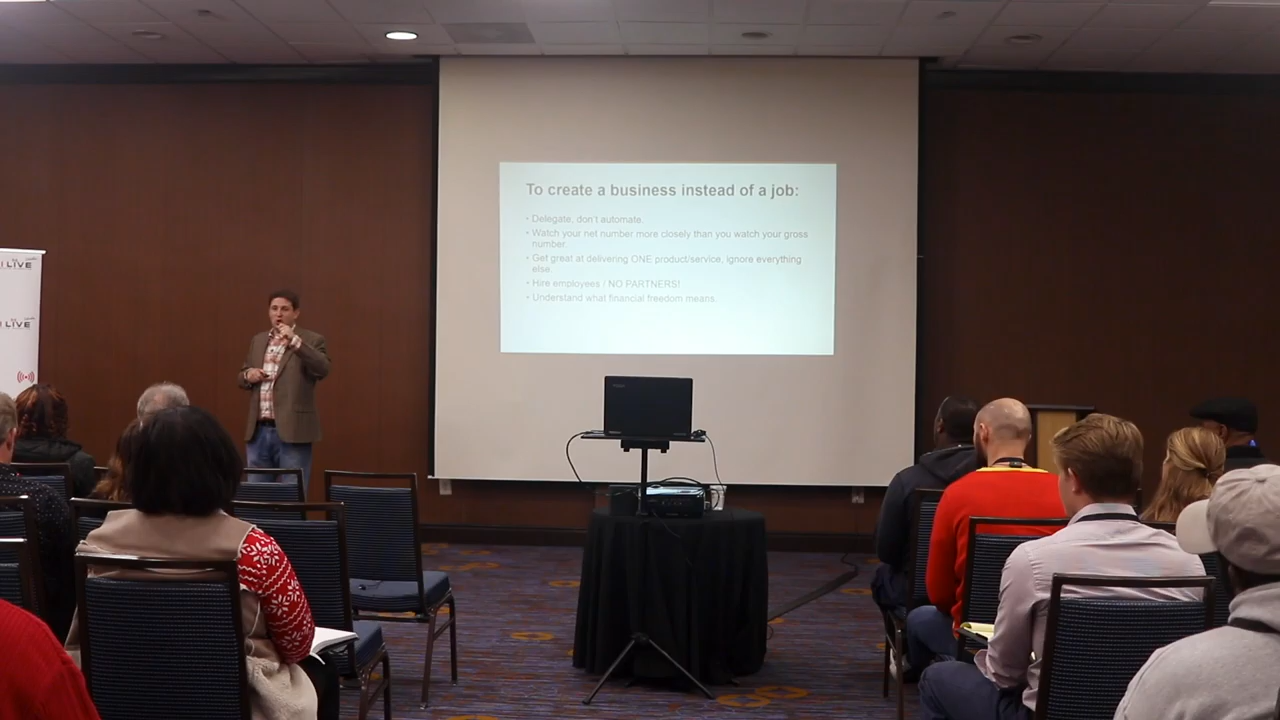 To create a business instead of a job:
• Delegate, don't automate.
• Watch your net number more closely than you watch your gross
number.
• Get great at delivering ONE product/service, ignore everything
else.
• Hire employees / NO PARTNERS!
• Understand what financial freedom means.
LIVE
LIVE